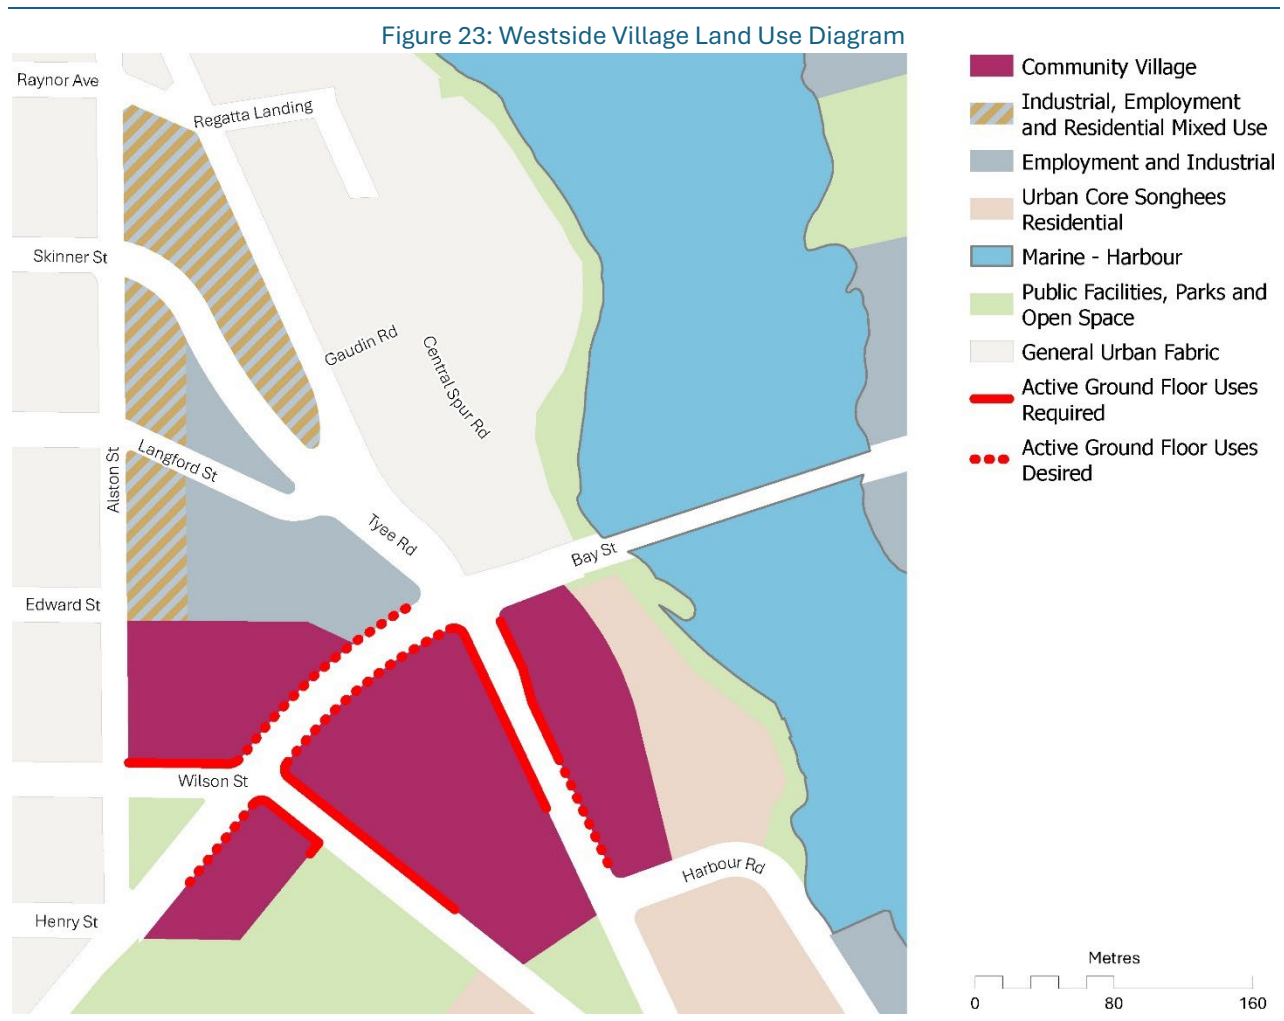 Figure 23: Westside Village Land Use Diagram
Raynor Ave
Regatta Landing
Skinner St
Gaudin Rd
Central Spur Rd
Langford St
Alston St
Tyee Rd
Bay St
Edward St
Wilson St
Harbour Rd
Henry St
Community Village
Industrial, Employment
and Residential Mixed Use
Employment and Industrial
Urban Core Songhees
Residential
Marine - Harbour
Public Facilities, Parks and
Open Space
General Urban Fabric
Active Ground Floor Uses
Required
Active Ground Floor Uses
Desired
Metres
0 80 160